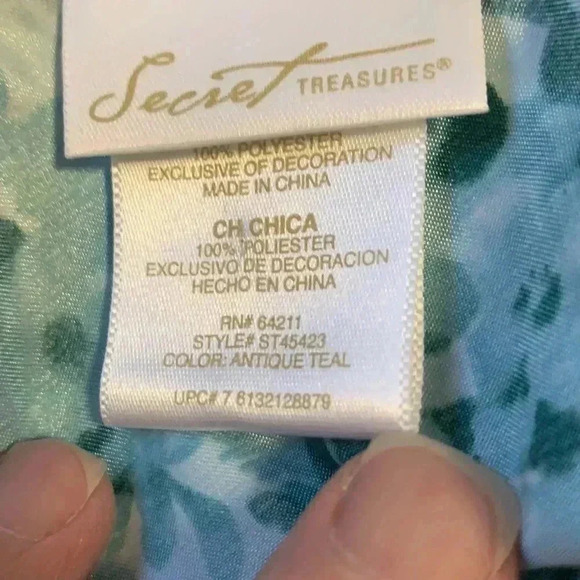 Secret TREASURES®
100% POLYESTER
EXCLUSIVE OF DECORATION
MADE IN CHINA
CH CHICA
100% POLIESTER
EXCLUSIVO DE DECORACION
HECHO EN CHINA
RN# 64211
STYLE# ST45423
COLOR: ANTIQUE TEAL
UPC# 7 6132128879